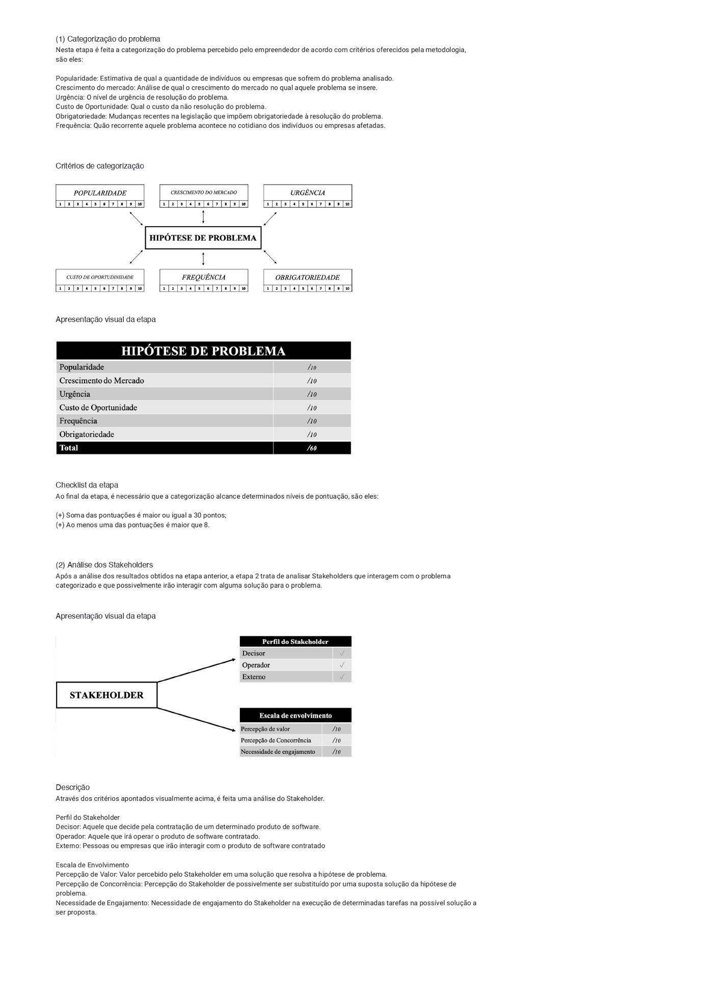 (1) Categorização do problema
Nesta etapa é feita a categorização do problema percebido pelo empreendedor de acordo com critérios oferecidos pela metodologia,
são eles:
Popularidade: Estimativa de qual a quantidade de indivíduos ou empresas que sofrem do problema analisado.
Crescimento do mercado: Análise de qual o crescimento do mercado no qual aquele problema se insere.
Urgência: O nível de urgência de resolução do problema.
Custo de Oportunidade: Qual o custo da não resolução do problema.
Obrigatoriedade: Mudanças recentes na legislação que impõem obrigatoriedade à resolução do problema.
Frequência: Quão recorrente aquele problema acontece no cotidiano dos indivíduos ou empresas afetadas.
Critérios de categorização
POPULARIDADE CRESCIMENTO DO MERCADO URGÊNCIA
1 2 3 4 5 6 7 8 9 10 1 2 3 4 5 6 7 8 9 10 1 2 3 4 5 6 7 8 9 10
HIPÓTESE DE PROBLEMA
CUSTO DE OPORTUDINIDADE FREQUÊNCIA OBRIGATORIEDADE
1 2 3 4 5 6 7 8 9 10 1 2 3 4 5 6 7 8 9 10 1 2 3 4 5 6 7 8 9 10
Apresentação visual da etapa
HIPÓTESE DE PROBLEMA
Popularidade /10
Crescimento do Mercado /10
Urgência /10
Custo de Oportunidade /10
Frequência /10
Obrigatoriedade /10
Total /60
Checklist da etapa
Ao final da etapa, é necessário que a categorização alcance determinados níveis de pontuação, são eles:
(+) Soma das pontuações é maior ou igual a 30 pontos;
(+) Ao menos uma das pontuações é maior que 8.
(2) Análise dos Stakeholders
Após a análise dos resultados obtidos na etapa anterior, a etapa 2 trata de analisar Stakeholders que interagem com o problema
categorizado e que possivelmente irão interagir com alguma solução para o problema.
Apresentação visual da etapa
Perfil do Stakeholder
Decisor ✓
Operador ✓
Externo ✓
STAKEHOLDER
Escala de envolvimento
Percepção de valor /10
Percepção de Concorrência /10
Necessidade de engajamento /10
Descrição
Através dos critérios apontados visualmente acima, é feita uma análise do Stakeholder.
Perfil do Stakeholder
Decisor: Aquele que decide pela contratação de um determinado produto de software.
Operador: Aquele que irá operar o produto de software contratado.
Externo: Pessoas ou empresas que irão interagir com o produto de software contratado
Escala de Envolvimento
Percepção de Valor: Valor percebido pelo Stakeholder em uma solução que resolva a hipótese de problema.
Percepção de Concorrência: Percepção do Stakeholder de possivelmente ser substituído por uma suposta solução da hipótese de
problema.
Necessidade de Engajamento: Necessidade de engajamento do Stakeholder na execução de determinadas tarefas na possível solução a
ser proposta.